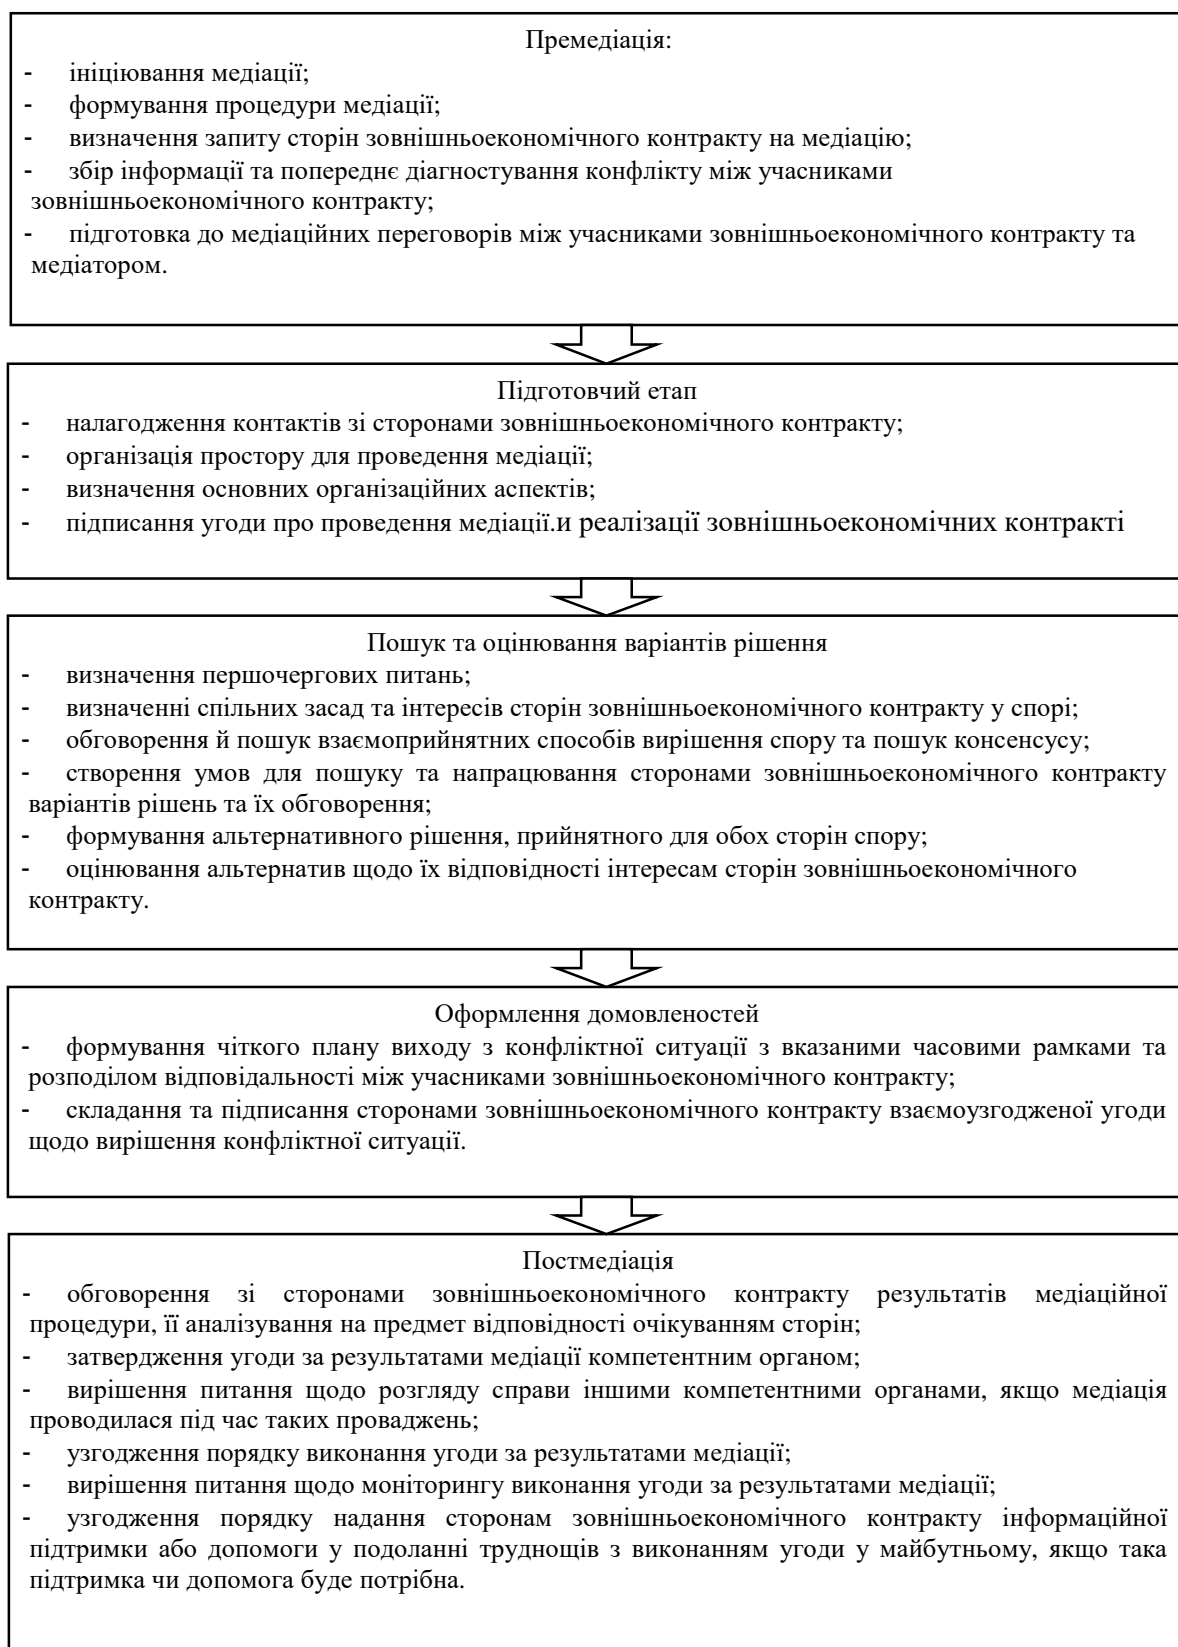 Премедіація:
- ініціювання медіації;
- формування процедури медіації;
- визначення запиту сторін зовнішньоекономічного контракту на медіацію;
- збір інформації та попереднє діагностування конфлікту між учасниками
зовнішньоекономічного контракту;
- підготовка до медіаційних переговорів між учасниками зовнішньоекономічного контракту та
медіатором.
Підготовчий етап
- налагодження контактів зі сторонами зовнішньоекономічного контракту;
- організація простору для проведення медіації;
- визначення основних організаційних аспектів;
- підписання угоди про проведення медіації.и реалізації зовнішньоекономічних контракті
Пошук та оцінювання варіантів рішення
- визначення першочергових питань;
- визначенні спільних засад та інтересів сторін зовнішньоекономічного контракту у спорі;
- обговорення й пошук взаємоприйнятних способів вирішення спору та пошук консенсусу;
- створення умов для пошуку та напрацювання сторонами зовнішньоекономічного контракту
варіантів рішень та їх обговорення;
- формування альтернативного рішення, прийнятного для обох сторін спору;
- оцінювання альтернатив щодо їх відповідності інтересам сторін зовнішньоекономічного
контракту.
Оформлення домовленостей
- формування чіткого плану виходу з конфліктної ситуації з вказаними часовими рамками та
розподілом відповідальності між учасниками зовнішньоекономічного контракту;
- складання та підписання сторонами зовнішньоекономічного контракту взаємоузгодженої угоди
щодо вирішення конфліктної ситуації.
Постмедіація
- обговорення зі сторонами зовнішньоекономічного контракту результатів медіаційної
процедури, її аналізування на предмет відповідності очікуванням сторін;
- затвердження угоди за результатами медіації компетентним органом;
- вирішення питання щодо розгляду справи іншими компетентними органами, якщо медіація
проводилася під час таких проваджень;
- узгодження порядку виконання угоди за результатами медіації;
- вирішення питання щодо моніторингу виконання угоди за результатами медіації;
- узгодження порядку надання сторонам зовнішньоекономічного контракту інформаційної
підтримки або допомоги у подоланні труднощів з виконанням угоди у майбутньому, якщо така
підтримка чи допомога буде потрібна.